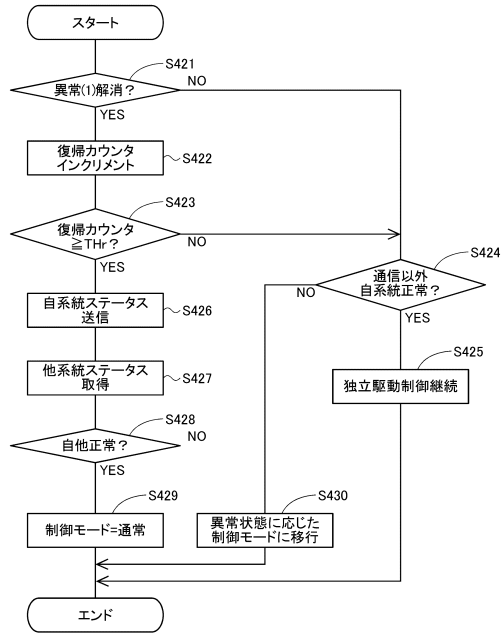 スタート
S421
異常(1)解消？
NO
YES
復帰カウンタ
インクリメント
S422
S423
復帰カウンタ
≧THr？
NO
YES
S424
通信以外
自系統正常？
NO
YES
自系統ステータス
送信
S426
S425
独立駆動制御継続
他系統ステータス
取得
S427
S428
自他正常？
NO
YES
S429
制御モード=通常
S430
異常状態に応じた
制御モードに移行
エンド